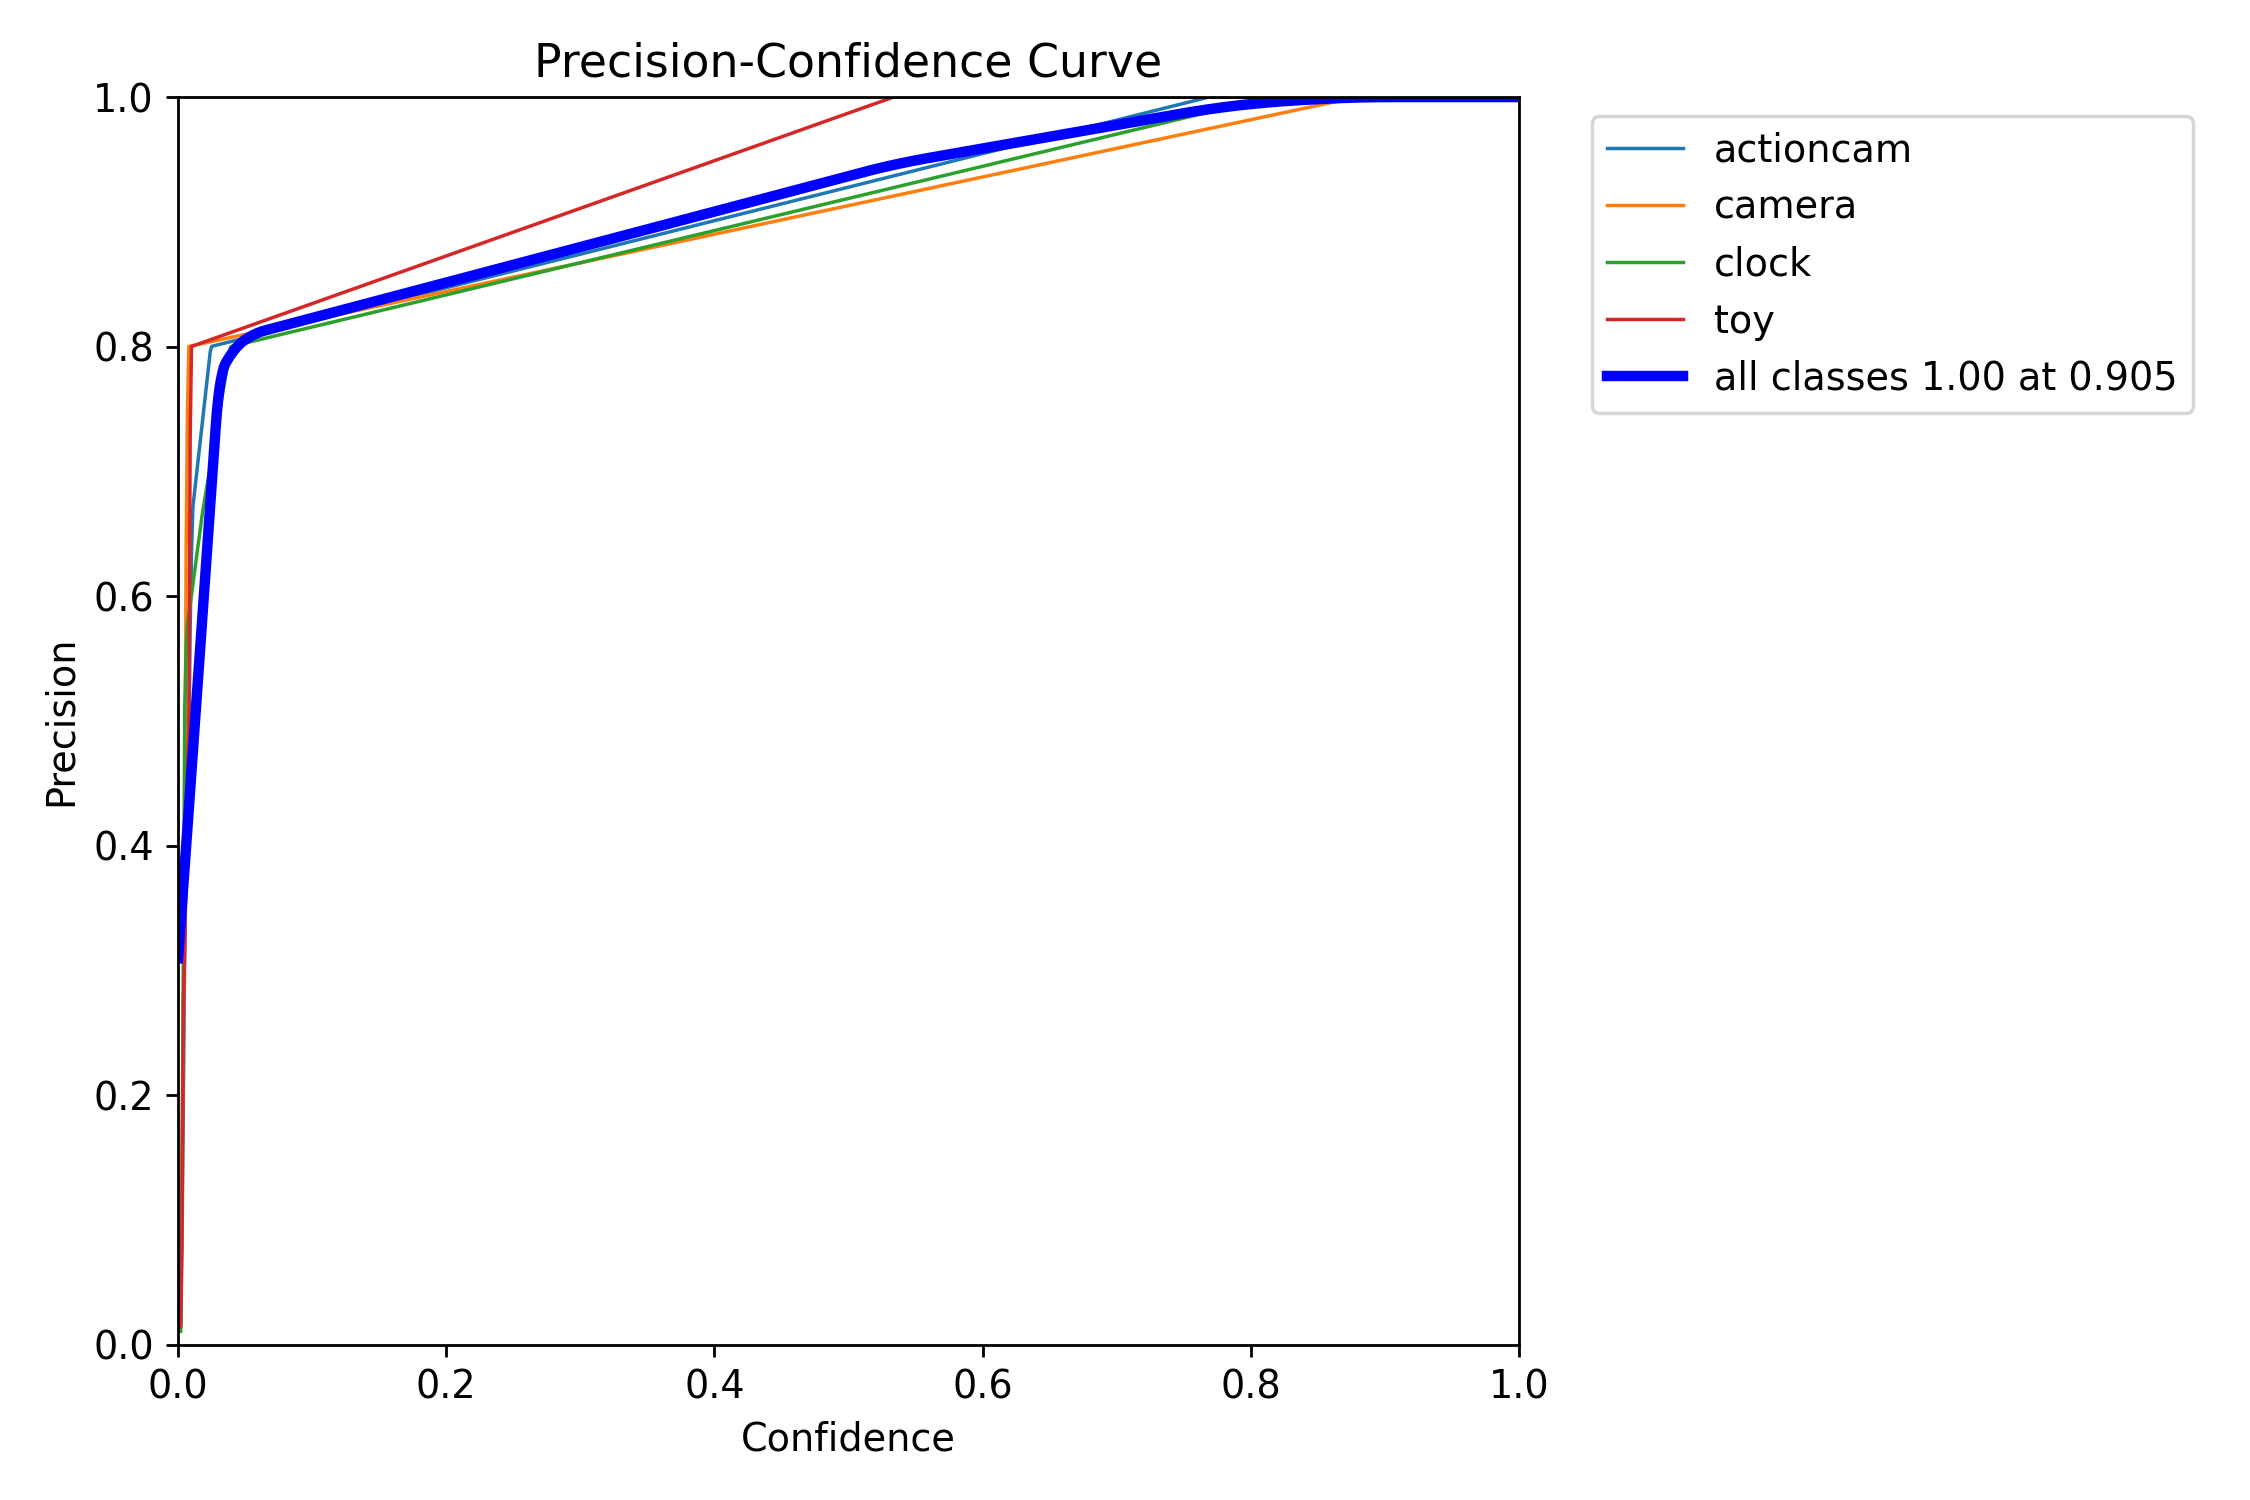 Precision-Confidence Curve
1.0
0.8
0.6
0.4
0.2
0.0
Precision
0.0 0.2 0.4 0.6 0.8 1.0
Confidence
actioncam
camera
clock
toy
all classes 1.00 at 0.905